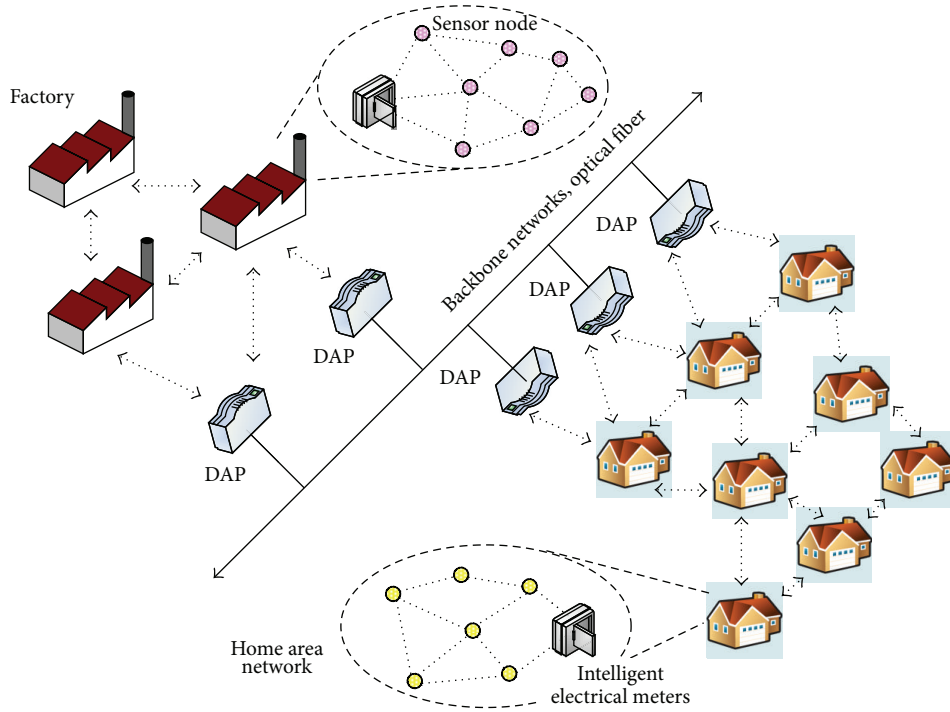 Sensor node
Factory
Backbone networks, optical fiber
DAP
DAP
DAP
DAP
DAP
Home area
network
Intelligent
electrical meters